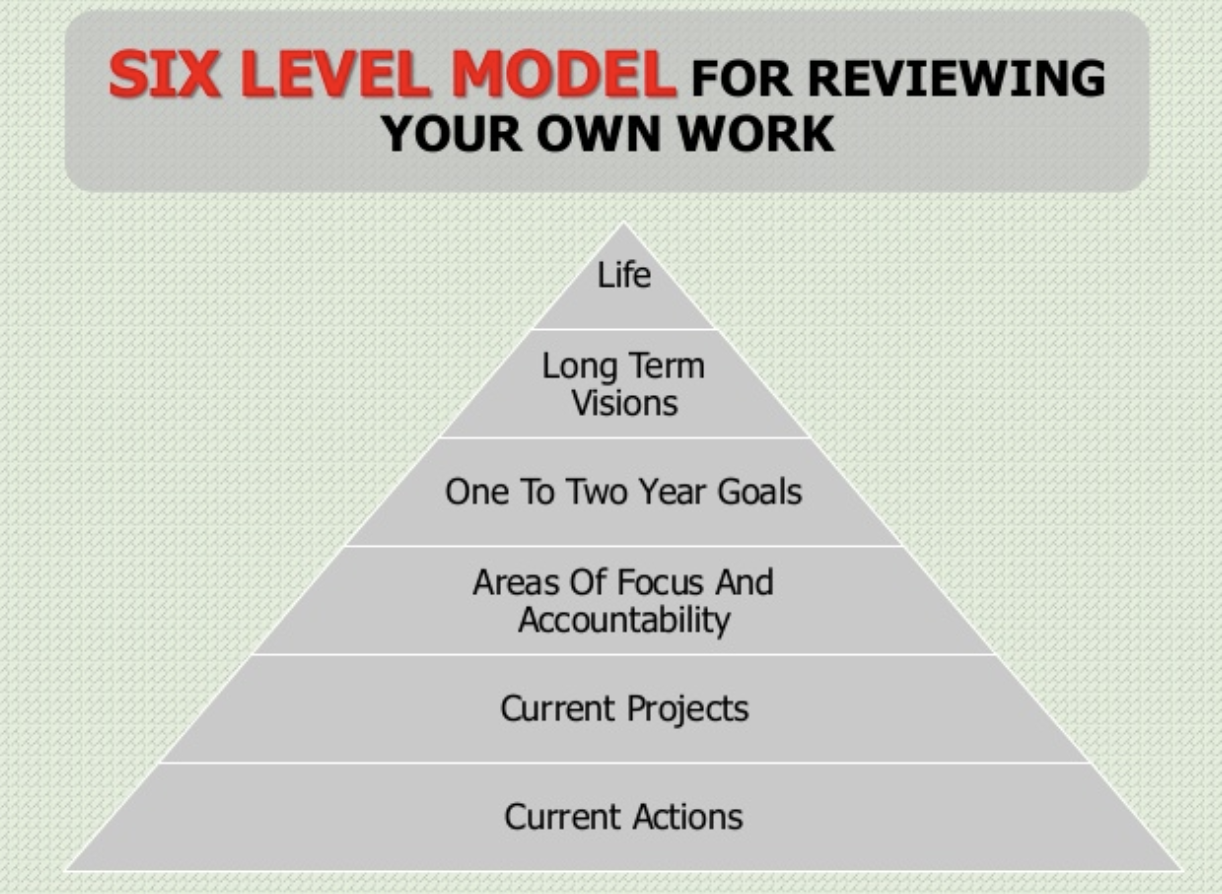 SIX LEVEL MODEL FOR REVIEWING
YOUR OWN WORK
Life
Long Term
Visions
One To Two Year Goals
Areas Of Focus And
Accountability
Current Projects
Current Actions